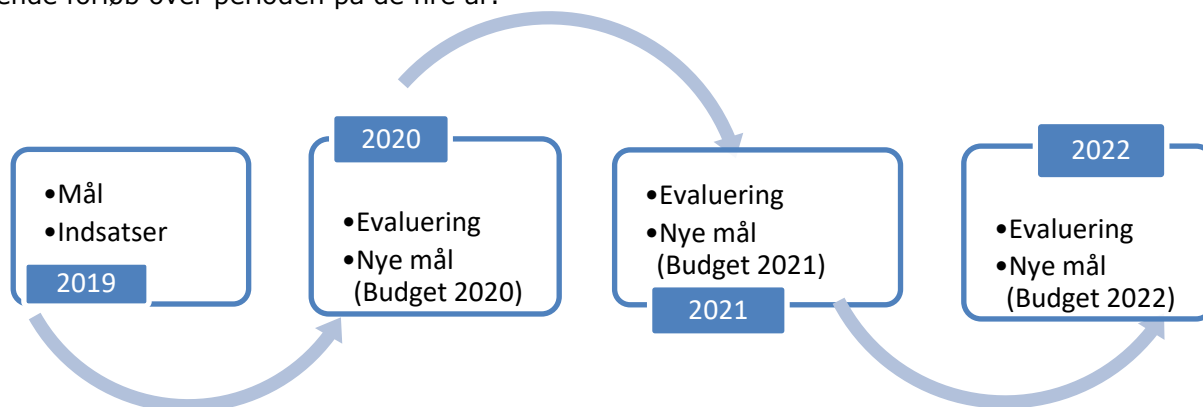 forløb over perioden på de fire år.
•Mål
•Indsatser
2019
2020
•Evaluering
•Nye mål
(Budget 2020)
•Evaluering
•Nye mål
(Budget 2021)
2021
2022
•Evaluering
•Nye mål
(Budget 2022)